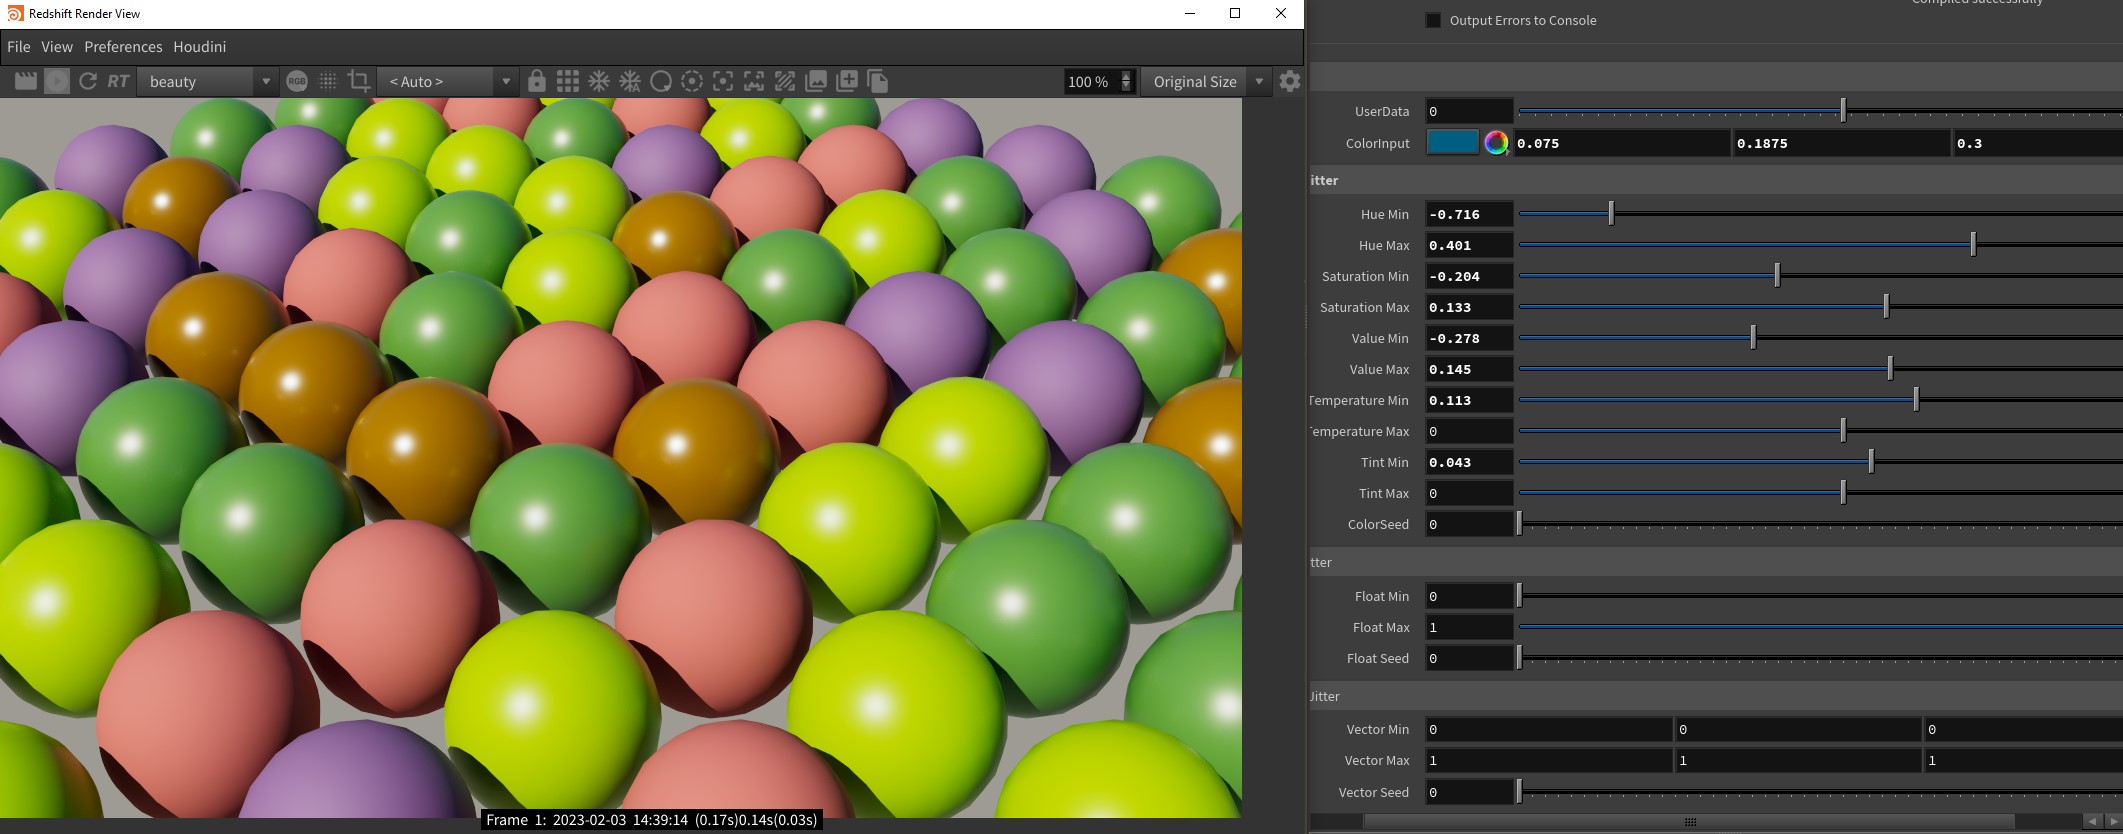 Redshift Render View
File View Preferences Houdini
RT beauty RGB < Auto > 100 % Original Size
Frame 1: 2023-02-03 14:39:14 (0.17s)0.14s(0.03s)
Compiled successfully
Output Errors to Console
UserData 0
ColorInput 0.075 0.1875 0.3
itter
Hue Min -0.716
Hue Max 0.401
Saturation Min -0.204
Saturation Max 0.133
Value Min -0.278
Value Max 0.145
Temperature Min 0.113
Temperature Max 0
Tint Min 0.043
Tint Max 0
ColorSeed 0
tter
Float Min 0
Float Max 1
Float Seed 0
Jitter
Vector Min 0 0 0
Vector Max 1 1 1
Vector Seed 0